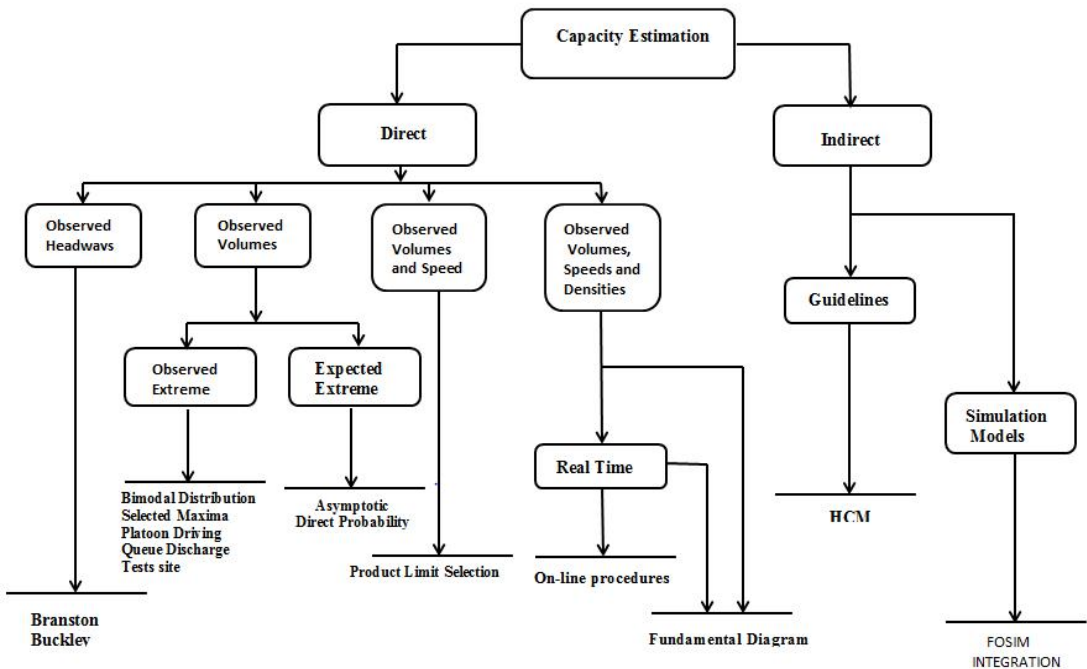 Capacity Estimation
Direct
Indirect
Observed
Headways
Observed
Volumes
Observed
Volumes
and Speed
Observed
Volumes,
Speeds and
Densities
Guidelines
Observed
Extreme
Expected
Extreme
Simulation
Models
Real Time
Bimodal Distribution
Selected Maxima
Platoon Driving
Queue Discharge
Tests site
Asymptotic
Direct Probability
HCM
Product Limit Selection
On-line procedures
Branston
Buckley
Fundamental Diagram
FOSIM
INTEGRATION